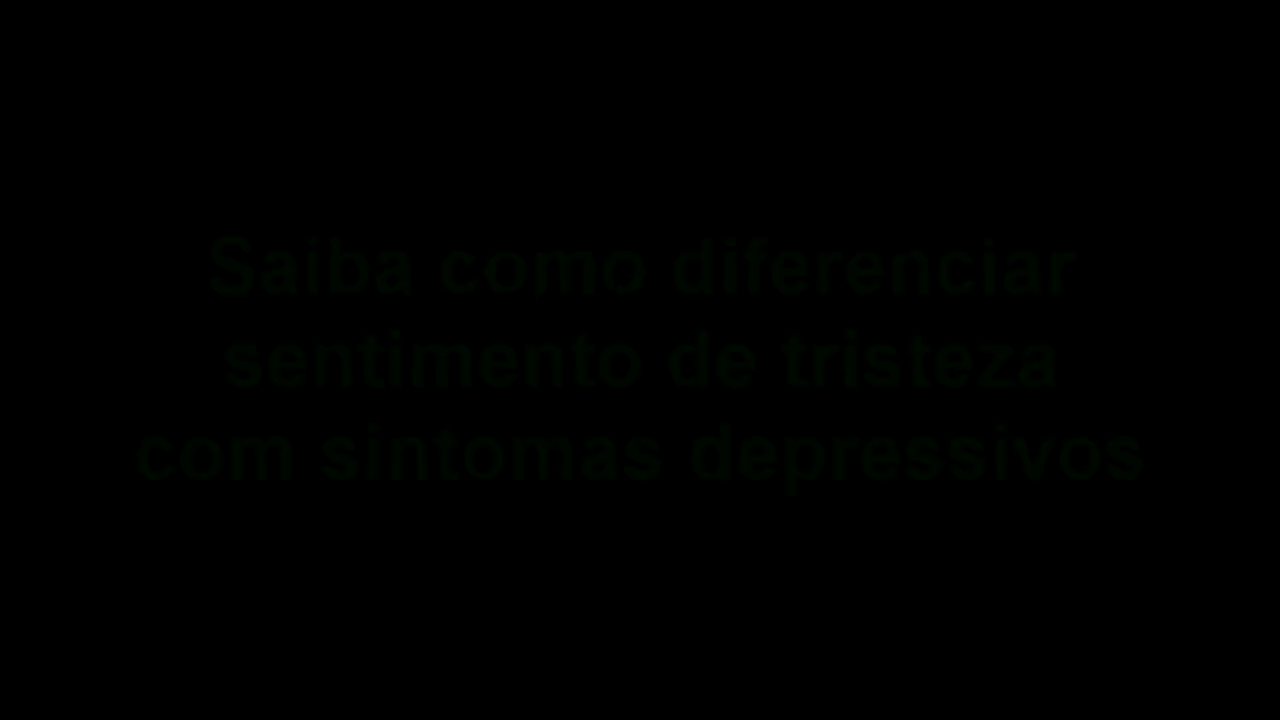 Saiba como diferenciar
sentimento de tristeza
com sintomas depressivos